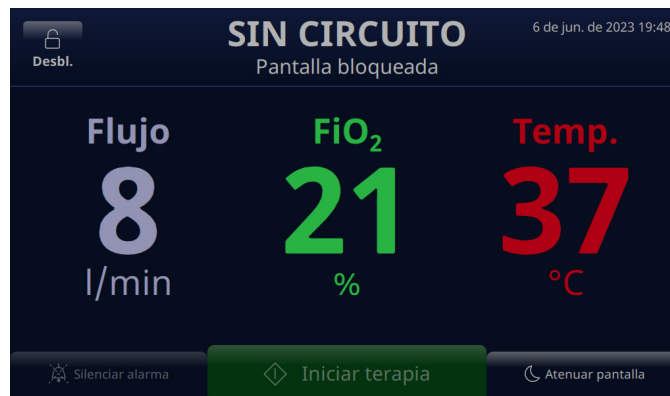 Desbl.
SIN CIRCUITO
Pantalla bloqueada
6 de jun. de 2023 19:48
Flujo
8
l/min
FiO₂
21
%
Temp.
37
°C
Silenciar alarma
Iniciar terapia
Atenuar pantalla